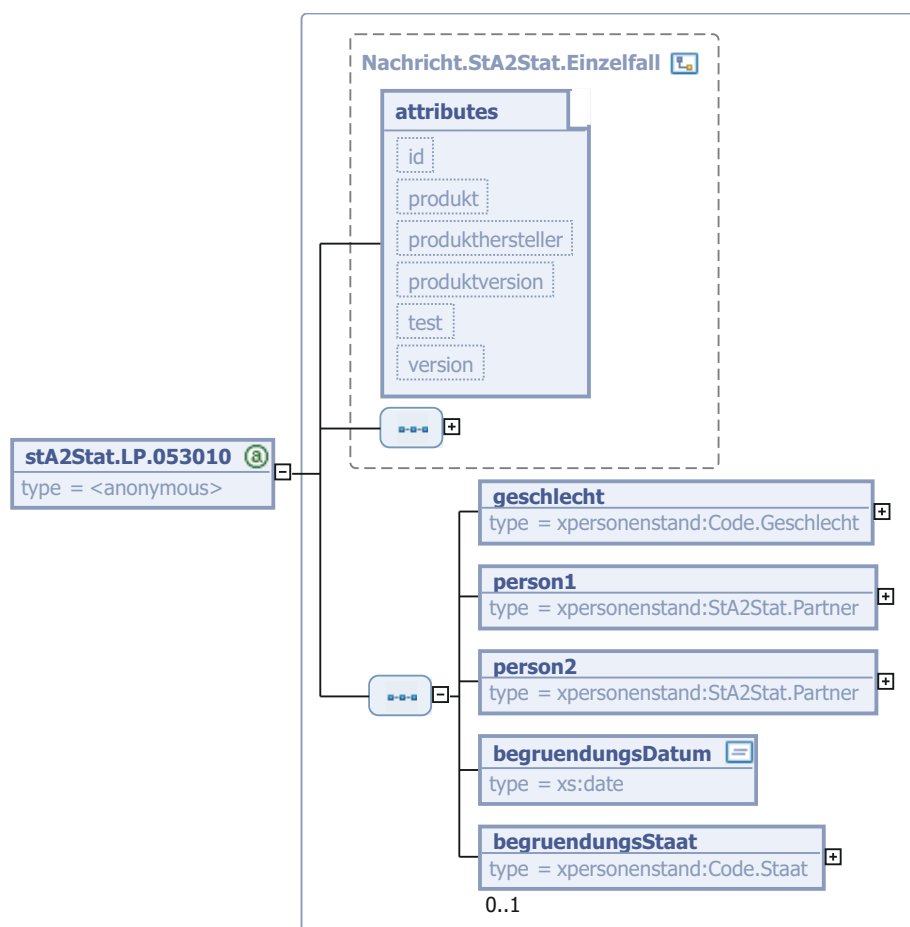 Nachricht.StA2Stat.Einzelfall
attributes
id
produkt
produkthersteller
produktversion
test
version
stA2Stat.LP.053010
type = <anonymous>
geschlecht
type = xpersonenstand:Code.Geschlecht
person1
type = xpersonenstand:StA2Stat.Partner
person2
type = xpersonenstand:StA2Stat.Partner
begruendungsDatum
type = xs:date
begruendungsStaat
type = xpersonenstand:Code.Staat
0..1